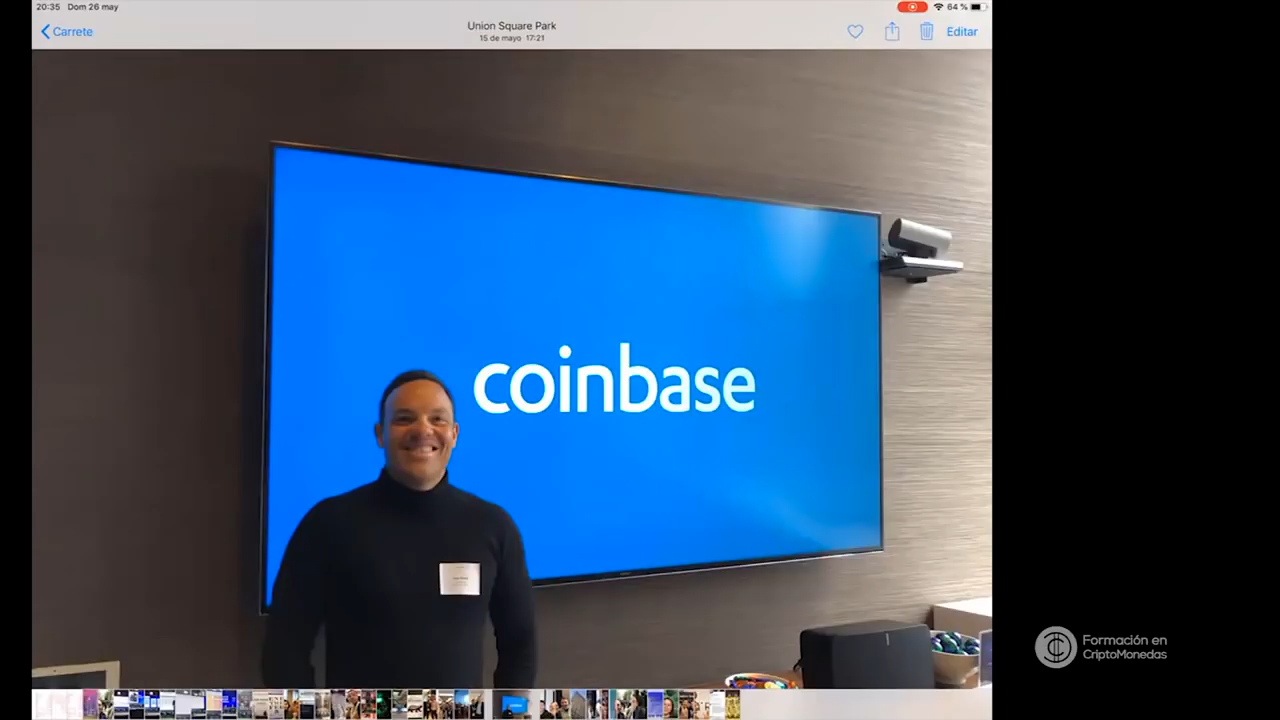 20:35 Dom 26 may
64 %
Carrete
Union Square Park
15 de mayo 17:21
Editar
coinbase
Formación en
CriptoMonedas